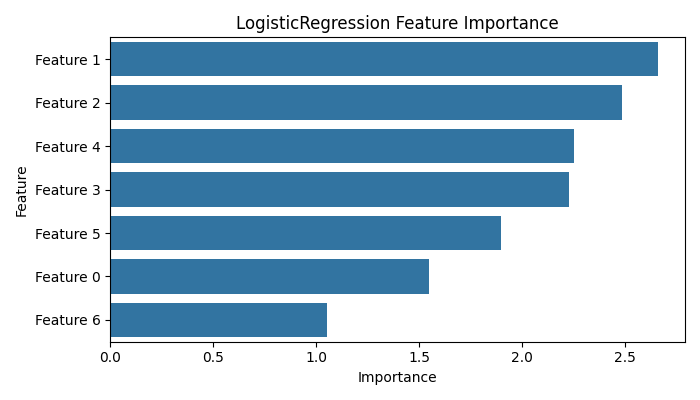 LogisticRegression Feature Importance
Feature 1
Feature 2
Feature 4
Feature 3
Feature 5
Feature 0
Feature 6
Feature
0.0 0.5 1.0 1.5 2.0 2.5
Importance